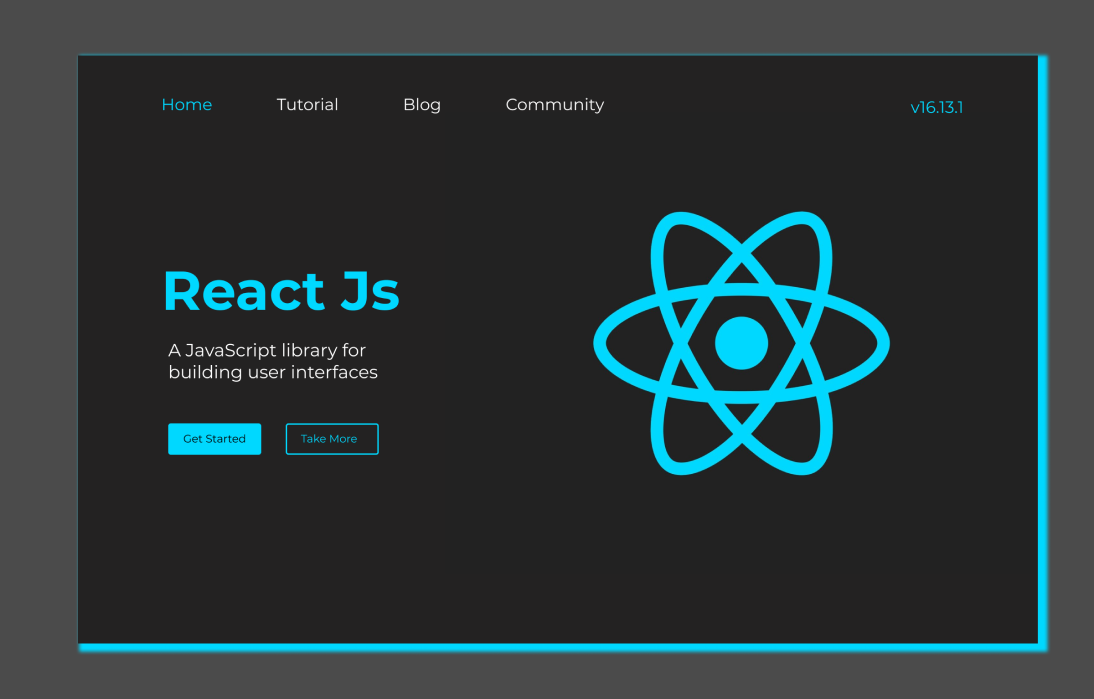 Home Tutorial Blog Community v16.13.1
React Js
A JavaScript library for
building user interfaces
Get Started Take More